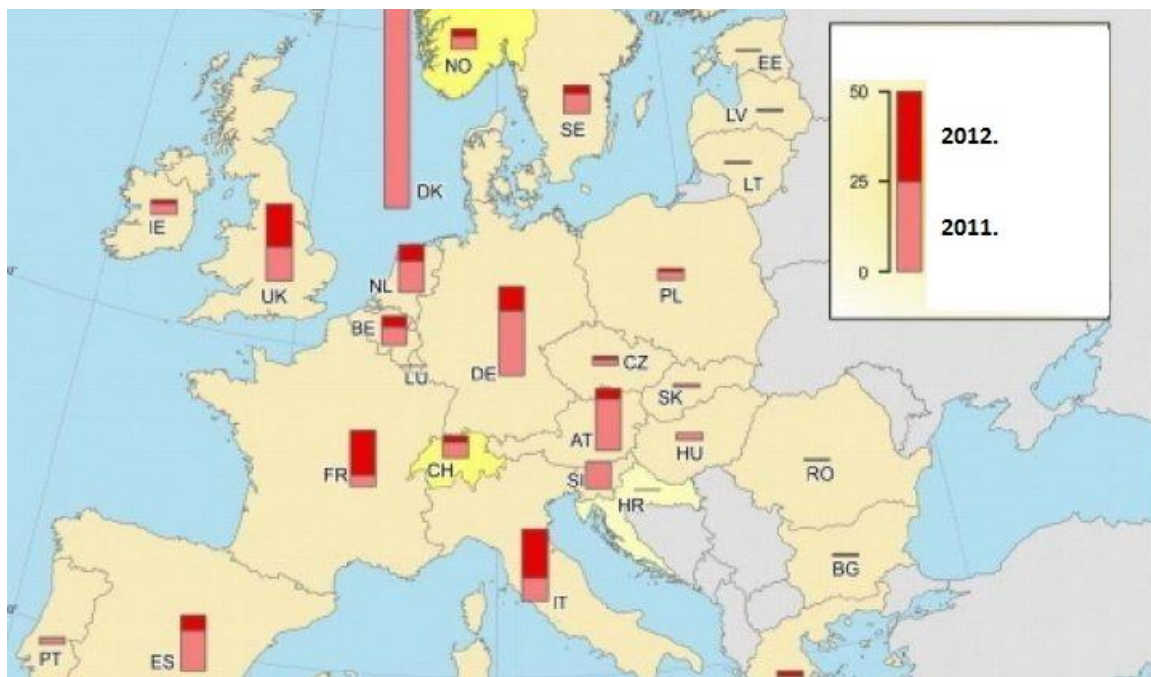 NO
EE
50
SE
LV
2012.
LT
25
DK
IE
2011.
0
UK
NL
PL
BE
CZ
LU
DE
SK
AT
HU
FR
CH
SI
RO
HR
BG
IT
PT
ES